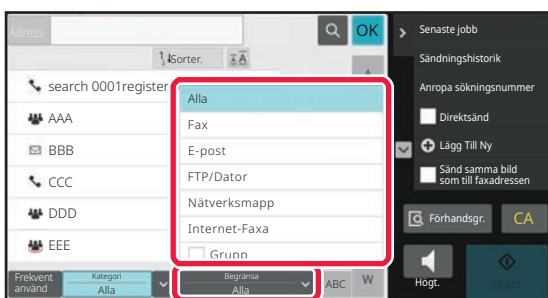 Adress
OK
Sorter.
search 0001register
AAA
BBB
CCC
DDD
EEE
Alla
Fax
E-post
FTP/Dator
Nätverksmapp
Internet-Faxa
Grupp
Frekvent
använd
Kategori
Alla
Begränsa
Alla
ABC
W
Senaste jobb
Sändningshistorik
Anropa sökningsnummer
Direktsänd
Lägg Till Ny
Sänd samma bild
som till faxadressen
Förhandsgr.
CA
Högt.
Start